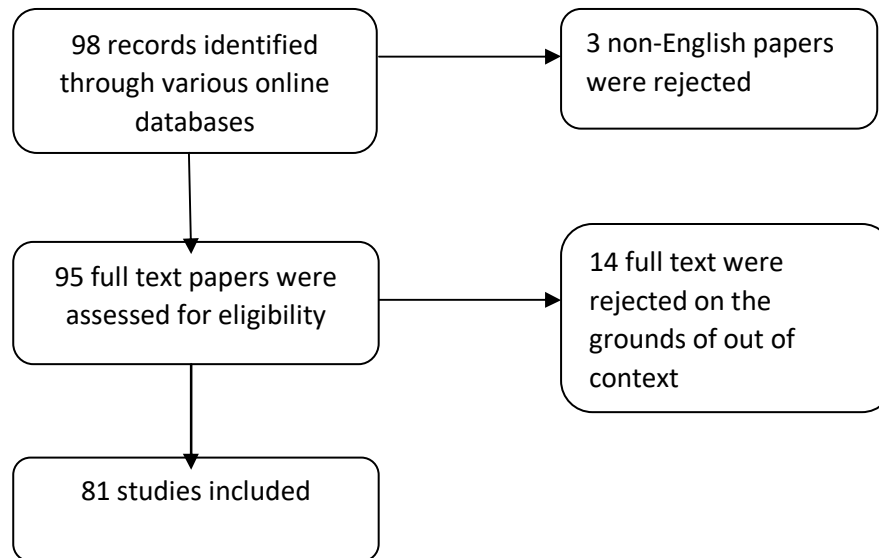 98 records identified
through various online
databases
3 non-English papers
were rejected
95 full text papers were
assessed for eligibility
14 full text were
rejected on the
grounds of out of
context
81 studies included